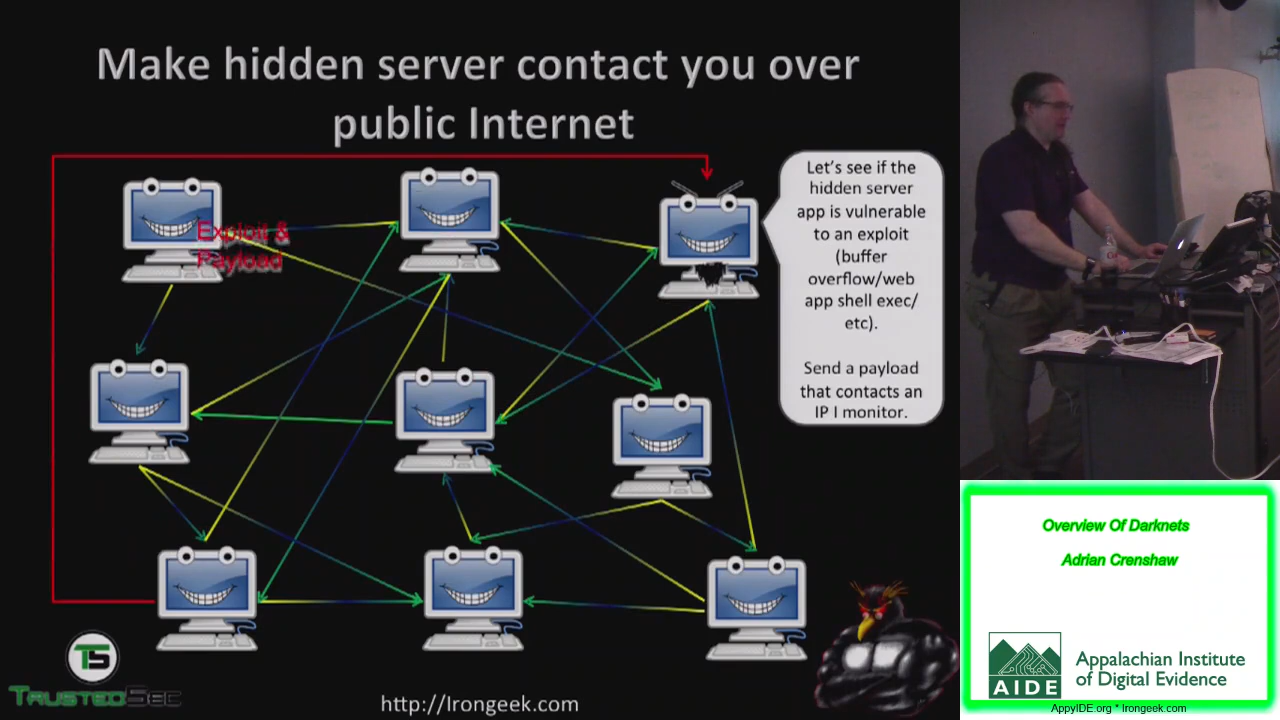 Make hidden server contact you over
public Internet
Exploit &
Payload
Let's see if the
hidden server
app is vulnerable
to an exploit
(buffer
overflow/web
app shell exec/
etc).
Send a payload
that contacts an
IP I monitor.
TS
TRUSTEDSEC
http://Irongeek.com
Overview Of Darknets
Adrian Crenshaw
AIDE
Appalachian Institute
of Digital Evidence
AppyIDE.org * Irongeek.com